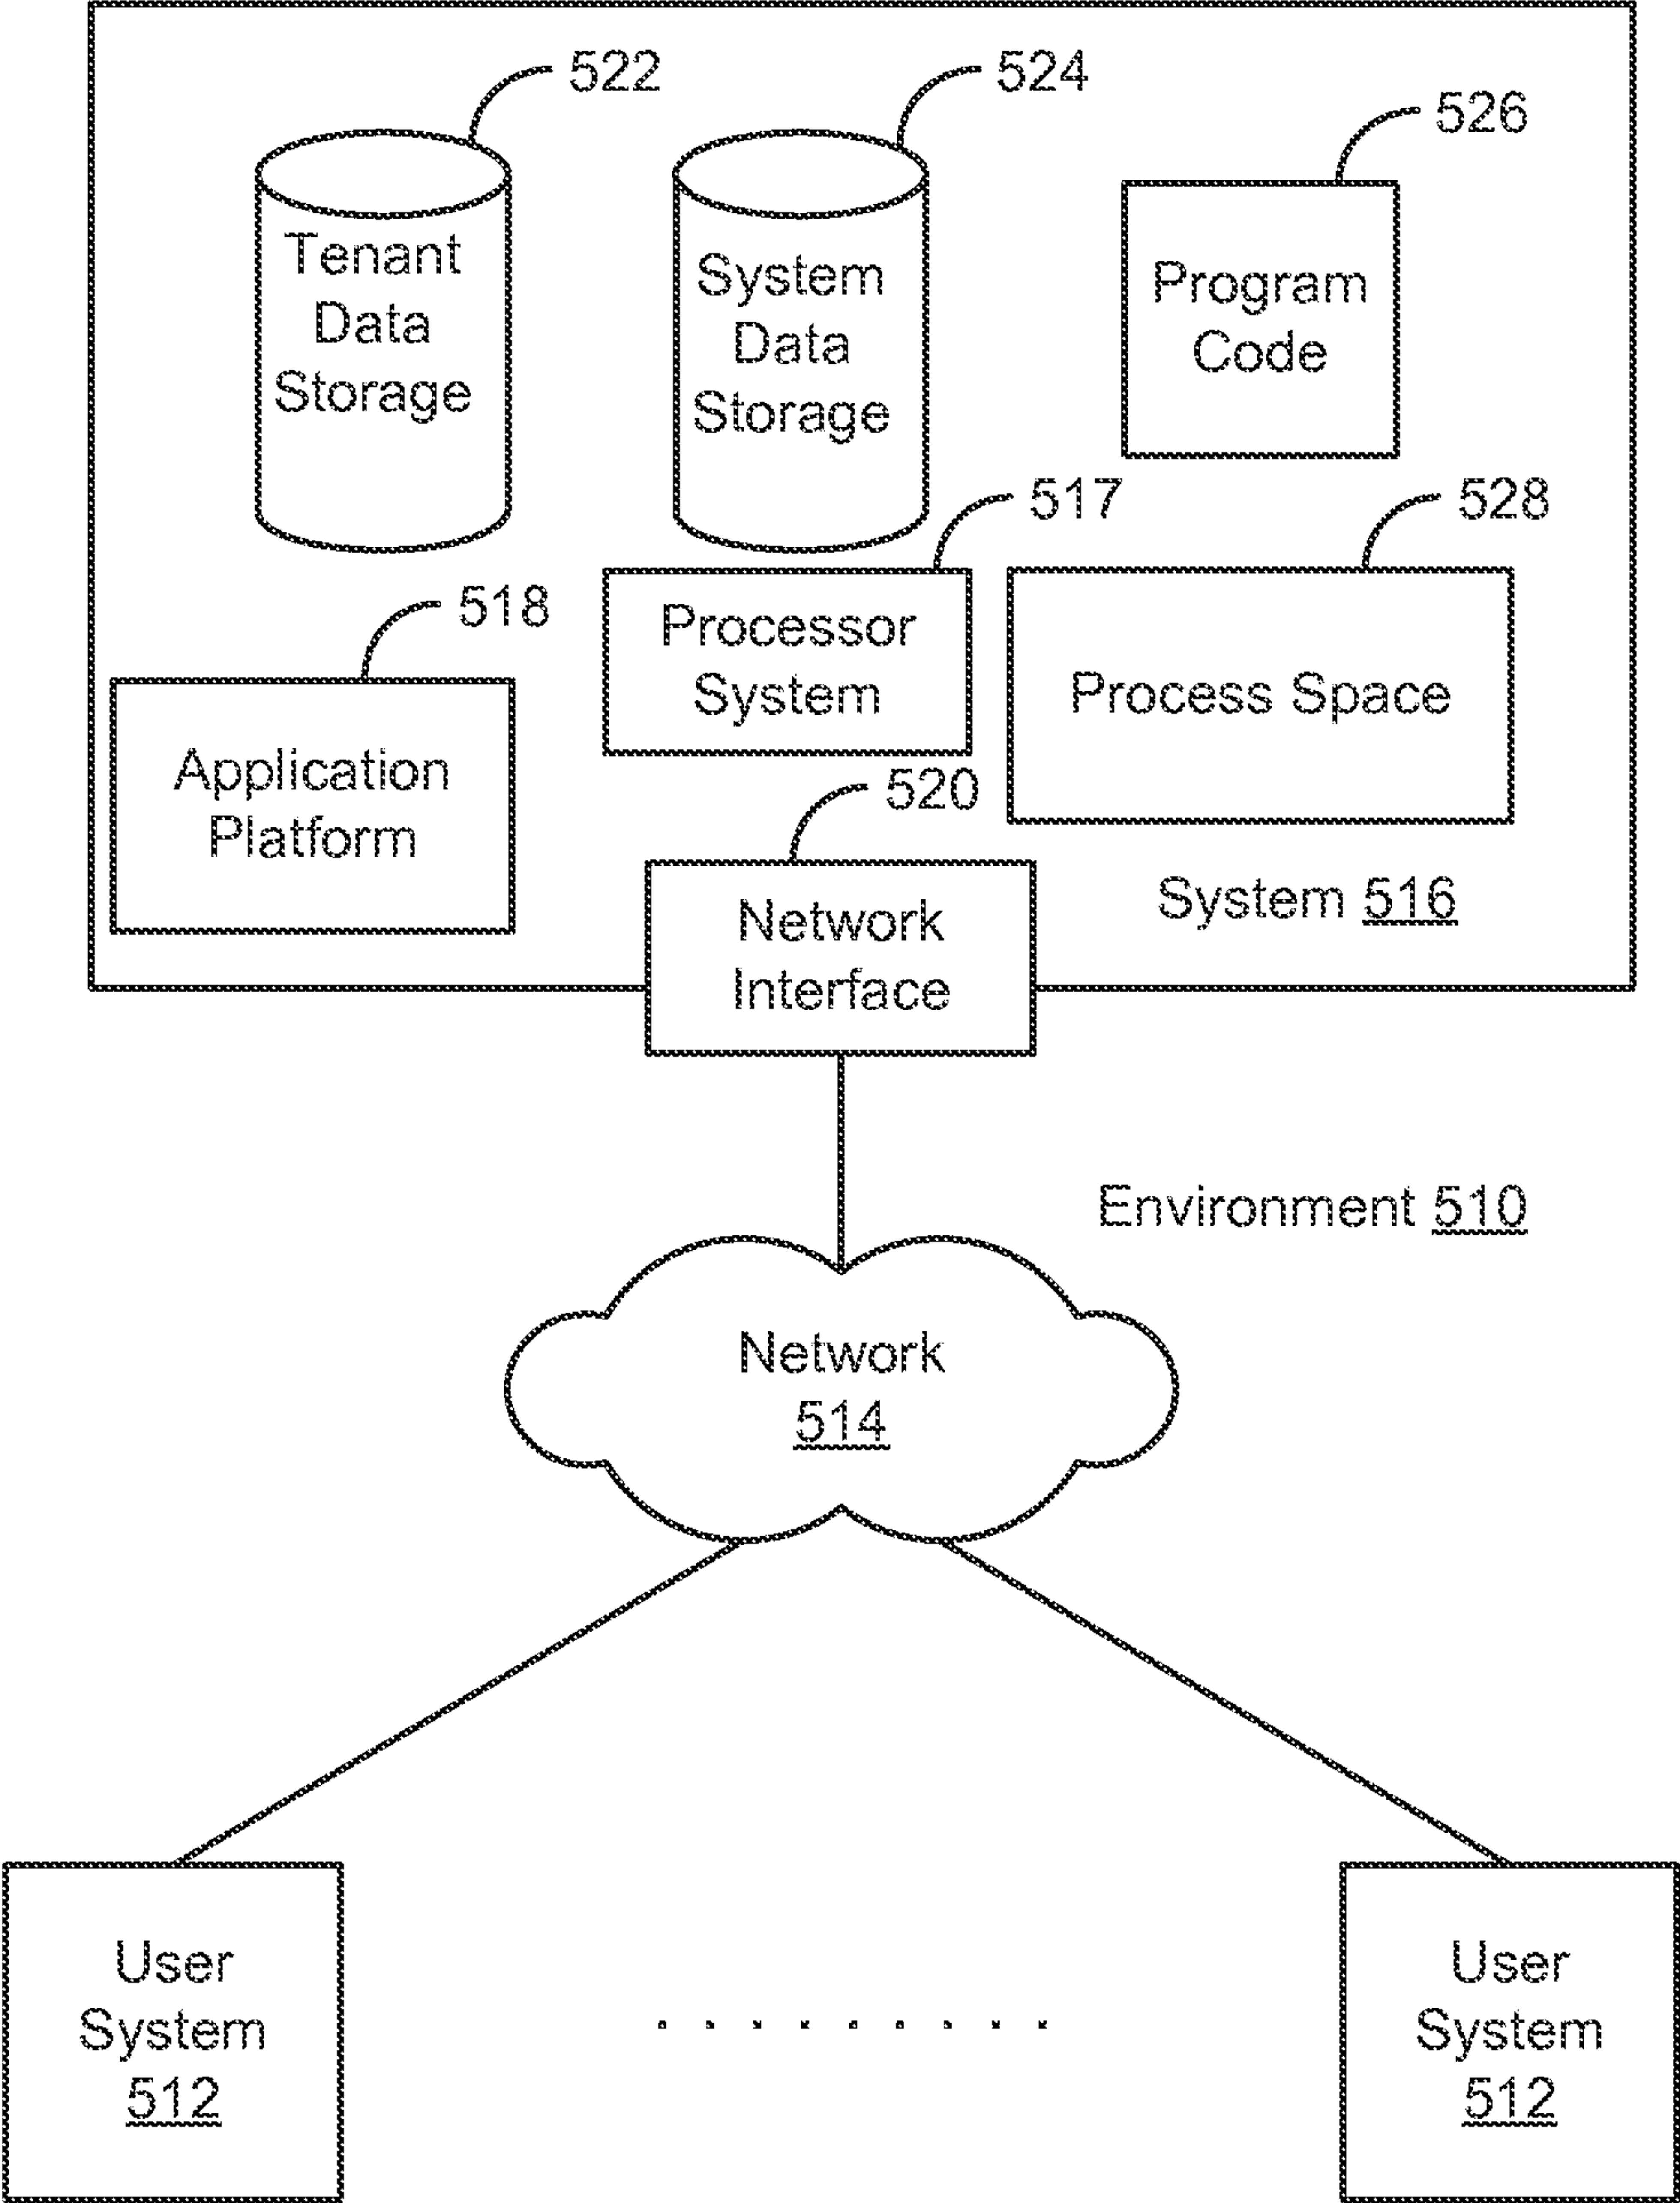 522
524
526
Tenant
Data
Storage
System
Data
Storage
Program
Code
517
528
518
Processor
System
Process Space
Application
Platform
520
Network
Interface
System 516
Environment 510
Network
514
User
System
512
.........
User
System
512